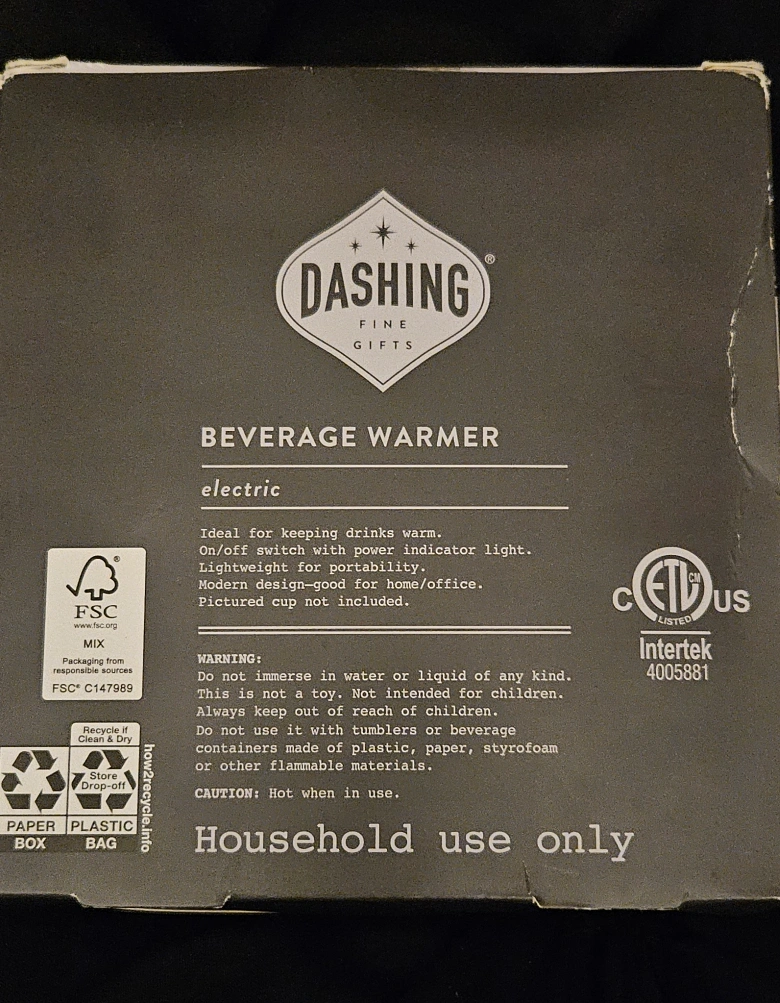 DASHING®
FINE
GIFTS
BEVERAGE WARMER
electric
Ideal for keeping drinks warm.
On/off switch with power indicator light.
Lightweight for portability.
Modern design—good for home/office.
Pictured cup not included.
WARNING:
Do not immerse in water or liquid of any kind.
This is not a toy. Not intended for children.
Always keep out of reach of children.
Do not use it with tumblers or beverage
containers made of plastic, paper, styrofoam
or other flammable materials.
CAUTION: Hot when in use.
Household use only
®
FSC
www.fsc.org
MIX
Packaging from
responsible sources
FSC® C147989
Recycle if
Clean & Dry
Store
Drop-off
PAPER
BOX
PLASTIC
BAG
how2recycle.info
C ETL CM US
LISTED
Intertek
4005881